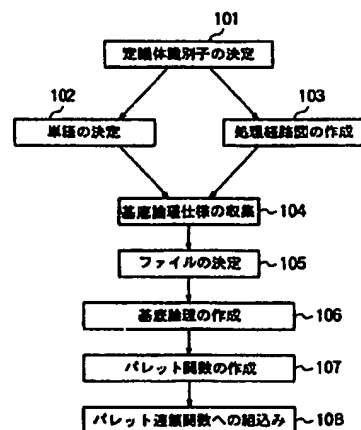 101
定義体識別子の決定
102
単語の決定
103
処理経路図の作成
基底論理仕様の収集
104
ファイルの決定
105
基底論理の作成
106
パレット関数の作成
107
パレット連鎖関数への組込み
108